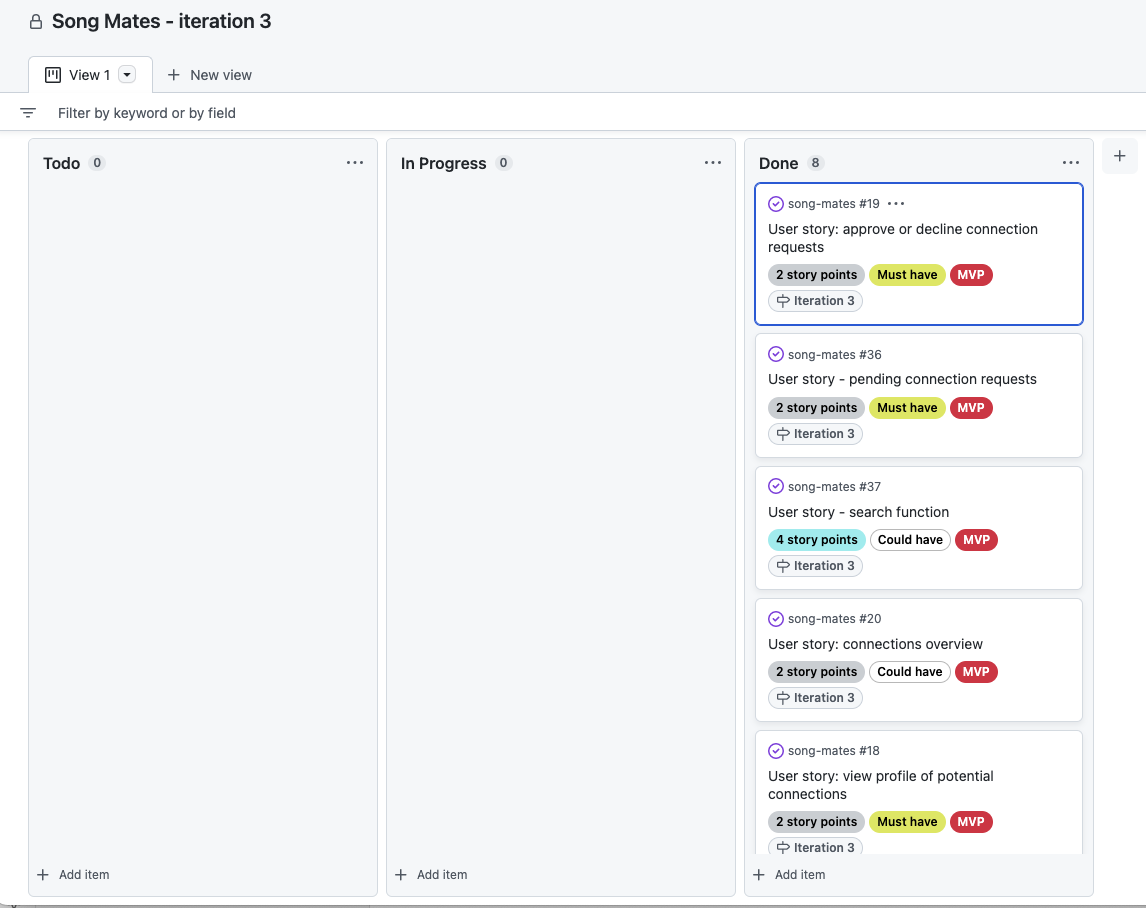 Song Mates - iteration 3
View 1
New view
Filter by keyword or by field
Todo 0
In Progress 0
Done 8
song-mates #19
User story: approve or decline connection
requests
2 story points Must have MVP
Iteration 3
song-mates #36
User story - pending connection requests
2 story points Must have MVP
Iteration 3
song-mates #37
User story - search function
4 story points Could have MVP
Iteration 3
song-mates #20
User story: connections overview
2 story points Could have MVP
Iteration 3
song-mates #18
User story: view profile of potential
connections
2 story points Must have MVP
Iteration 3
Add item
Add item
Add item